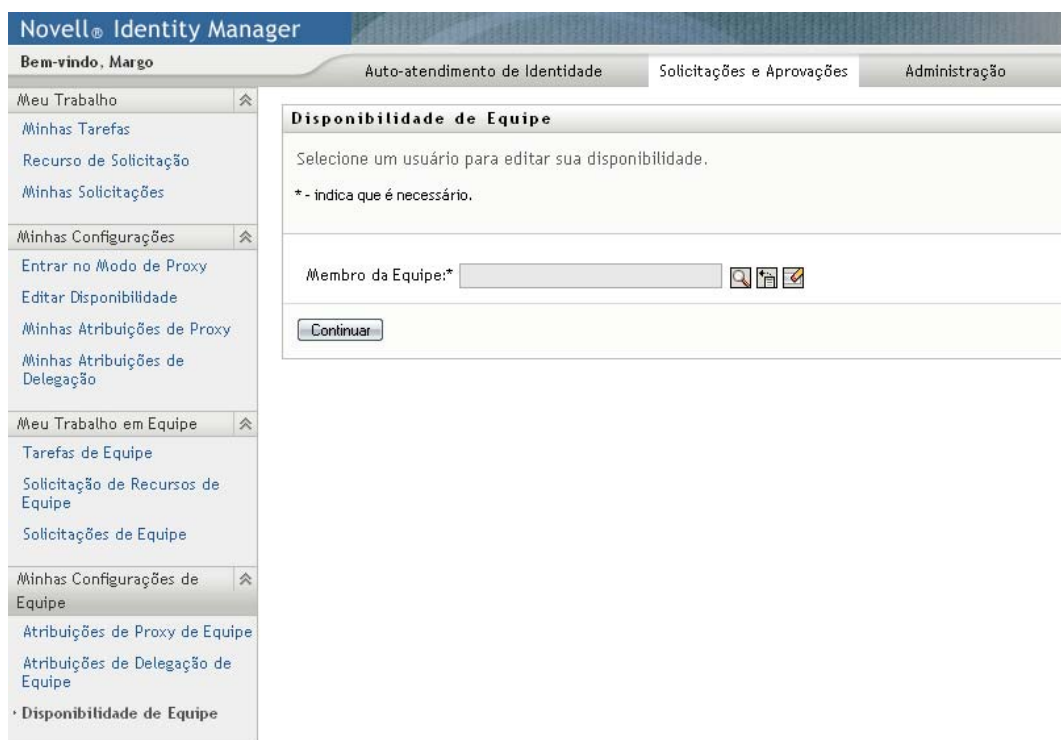 Novell® Identity Manager
Bem-vindo, Margo
Auto-atendimento de Identidade
Solicitações e Aprovações
Administração
Meu Trabalho
Minhas Tarefas
Recurso de Solicitação
Minhas Solicitações
Minhas Configurações
Entrar no Modo de Proxy
Editar Disponibilidade
Minhas Atribuições de Proxy
Minhas Atribuições de
Delegação
Meu Trabalho em Equipe
Tarefas de Equipe
Solicitação de Recursos de
Equipe
Solicitações de Equipe
Minhas Configurações de
Equipe
Atribuições de Proxy de Equipe
Atribuições de Delegação de
Equipe
Disponibilidade de Equipe
Disponibilidade de Equipe
Selecione um usuário para editar sua disponibilidade.
* - indica que é necessário.
Membro da Equipe:*
Continuar